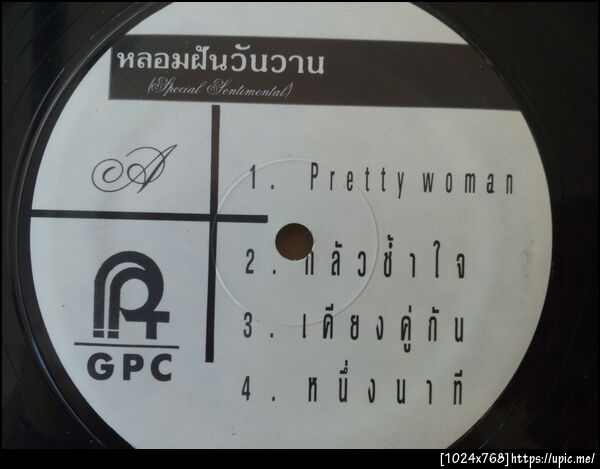 หลอมฝันวันวาน
(Special Sentimental)
A
1. Pretty woman
2. กลัวช้ำใจ
3. เคียงคู่กัน
4. หนึ่งนาที
GPC
[1024x768]https://upic.me/